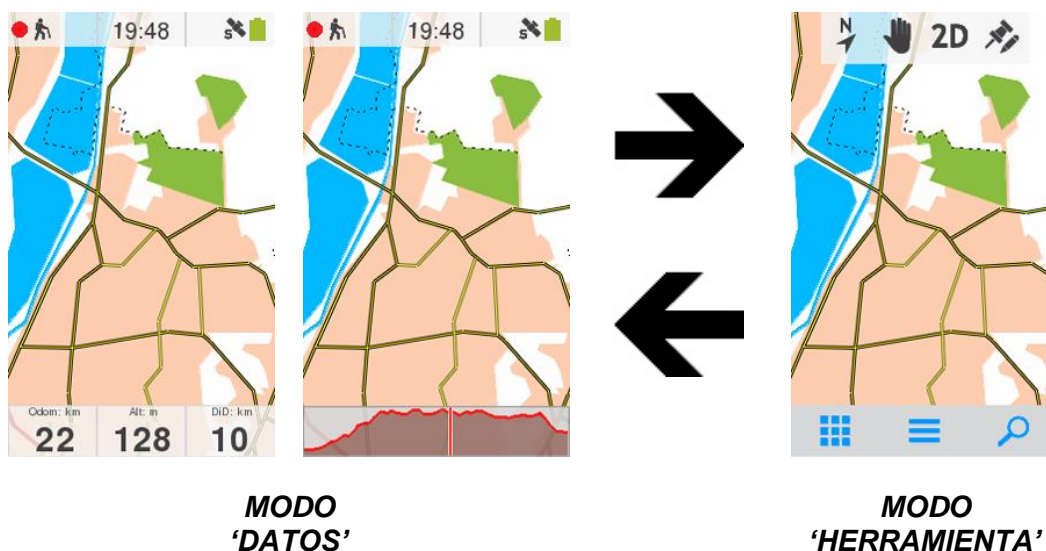 19:48
S
19:48
S
N
2D
Odom: km
Alt: m
DiD: km
22
128
10
MODO
‘DATOS’
MODO
‘HERRAMIENTA’